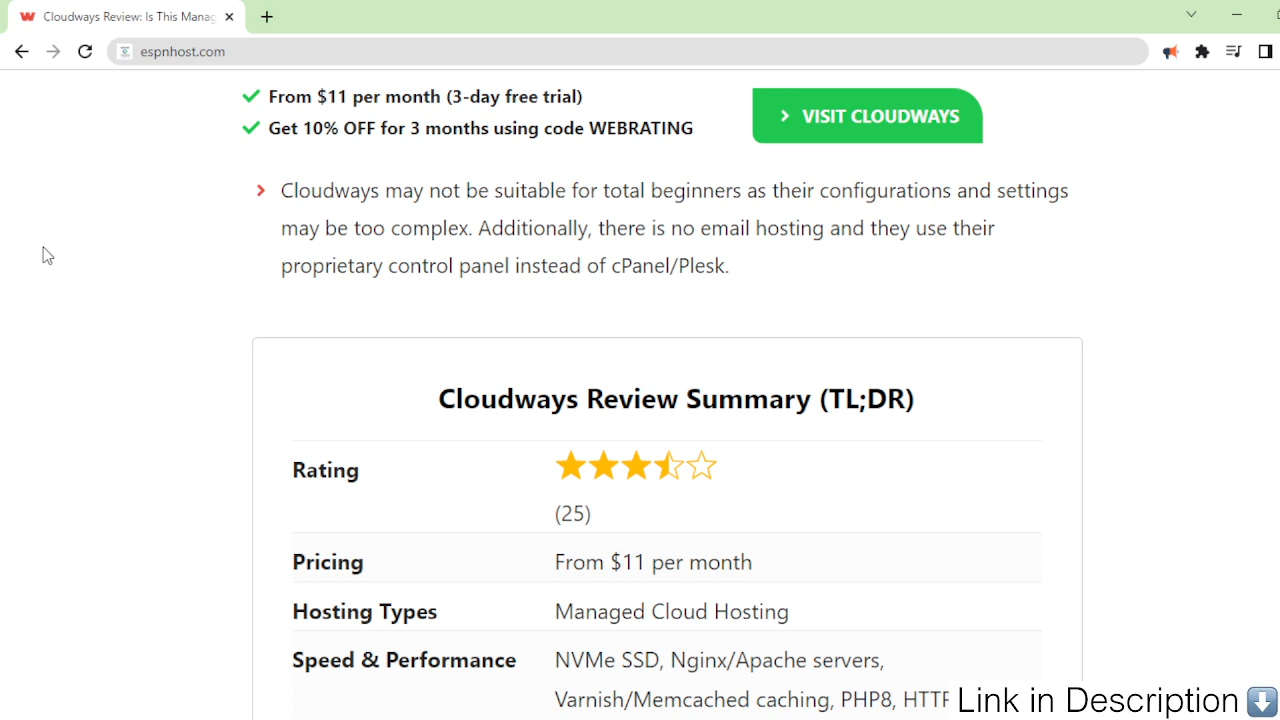 Cloudways Review: Is This Manag
espnhost.com
From $11 per month (3-day free trial)
Get 10% OFF for 3 months using code WEBRATING
VISIT CLOUDWAYS
Cloudways may not be suitable for total beginners as their configurations and settings
may be too complex. Additionally, there is no email hosting and they use their
proprietary control panel instead of cPanel/Plesk.
Cloudways Review Summary (TL;DR)
Rating
(25)
Pricing From $11 per month
Hosting Types Managed Cloud Hosting
Speed & Performance NVMe SSD, Nginx/Apache servers,
Varnish/Memcached caching, PHP8, HTTP
Link in Description